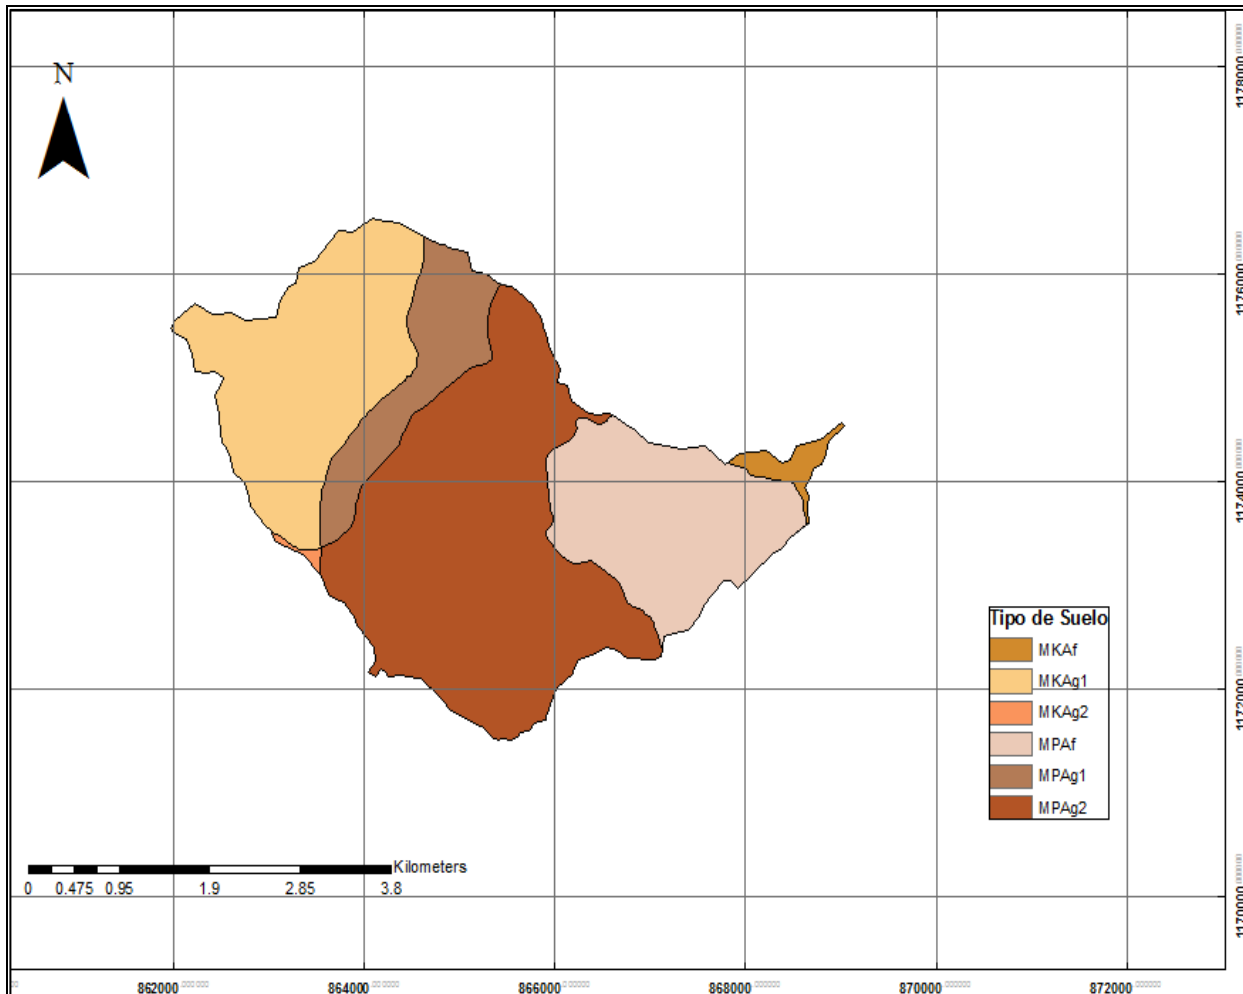 N
1178000
1176000
1174000
1172000
1170000
Tipo de Suelo
MKAf
MKAg1
MKAg2
MPAf
MPAg1
MPAg2
Kilometers
0 0.475 0.95 1.9 2.85 3.8
862000 864000 866000 868000 870000 872000